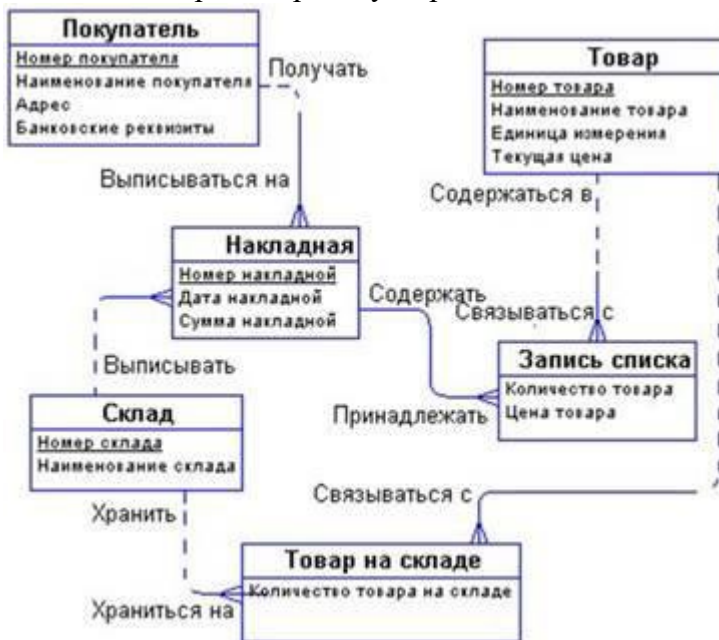 Покупатель
Номер покупателя
Наименование покупателя
Адрес
Банковские реквизиты
Получать
Товар
Номер товара
Наименование товара
Единица измерения
Текущая цена
Выписываться на
Содержаться в
Накладная
Номер накладной
Дата накладной
Сумма накладной
Содержать
Связываться с
Выписывать
Запись списка
Количество товара
Цена товара
Принадлежать
Склад
Номер склада
Наименование склада
Хранить
Связываться с
Товар на складе
Количество товара на складе
Храниться на